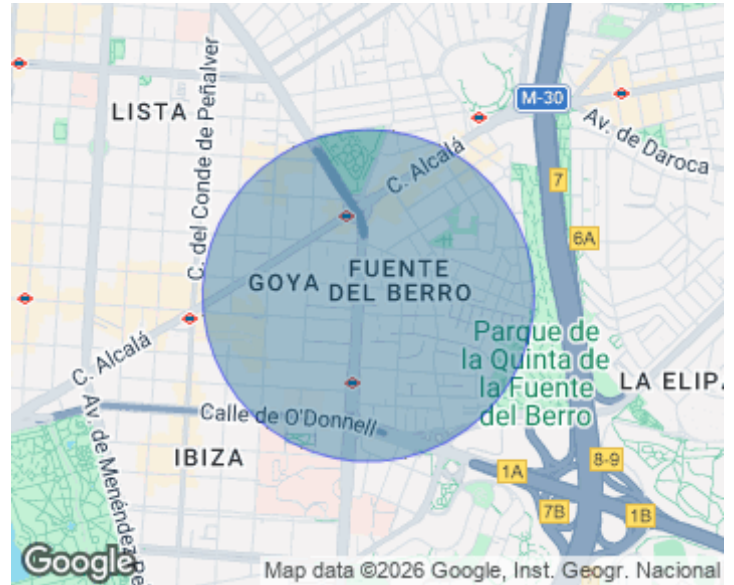 LISTA
C. del Conde de Peñalver
M-30
Av. de Daroca
C. Alcalá
7
6A
GOYA
FUENTE
DEL BERRO
Parque de
la Quinta de
la Fuente
del Berro
LA ELIPA
C. Alcalá
Calle de O'Donnell
C. Av. de Menéndez Pe
IBIZA
1A
8-9
7B
1B
Google
Map data ©2026 Google, Inst. Geogr. Nacional